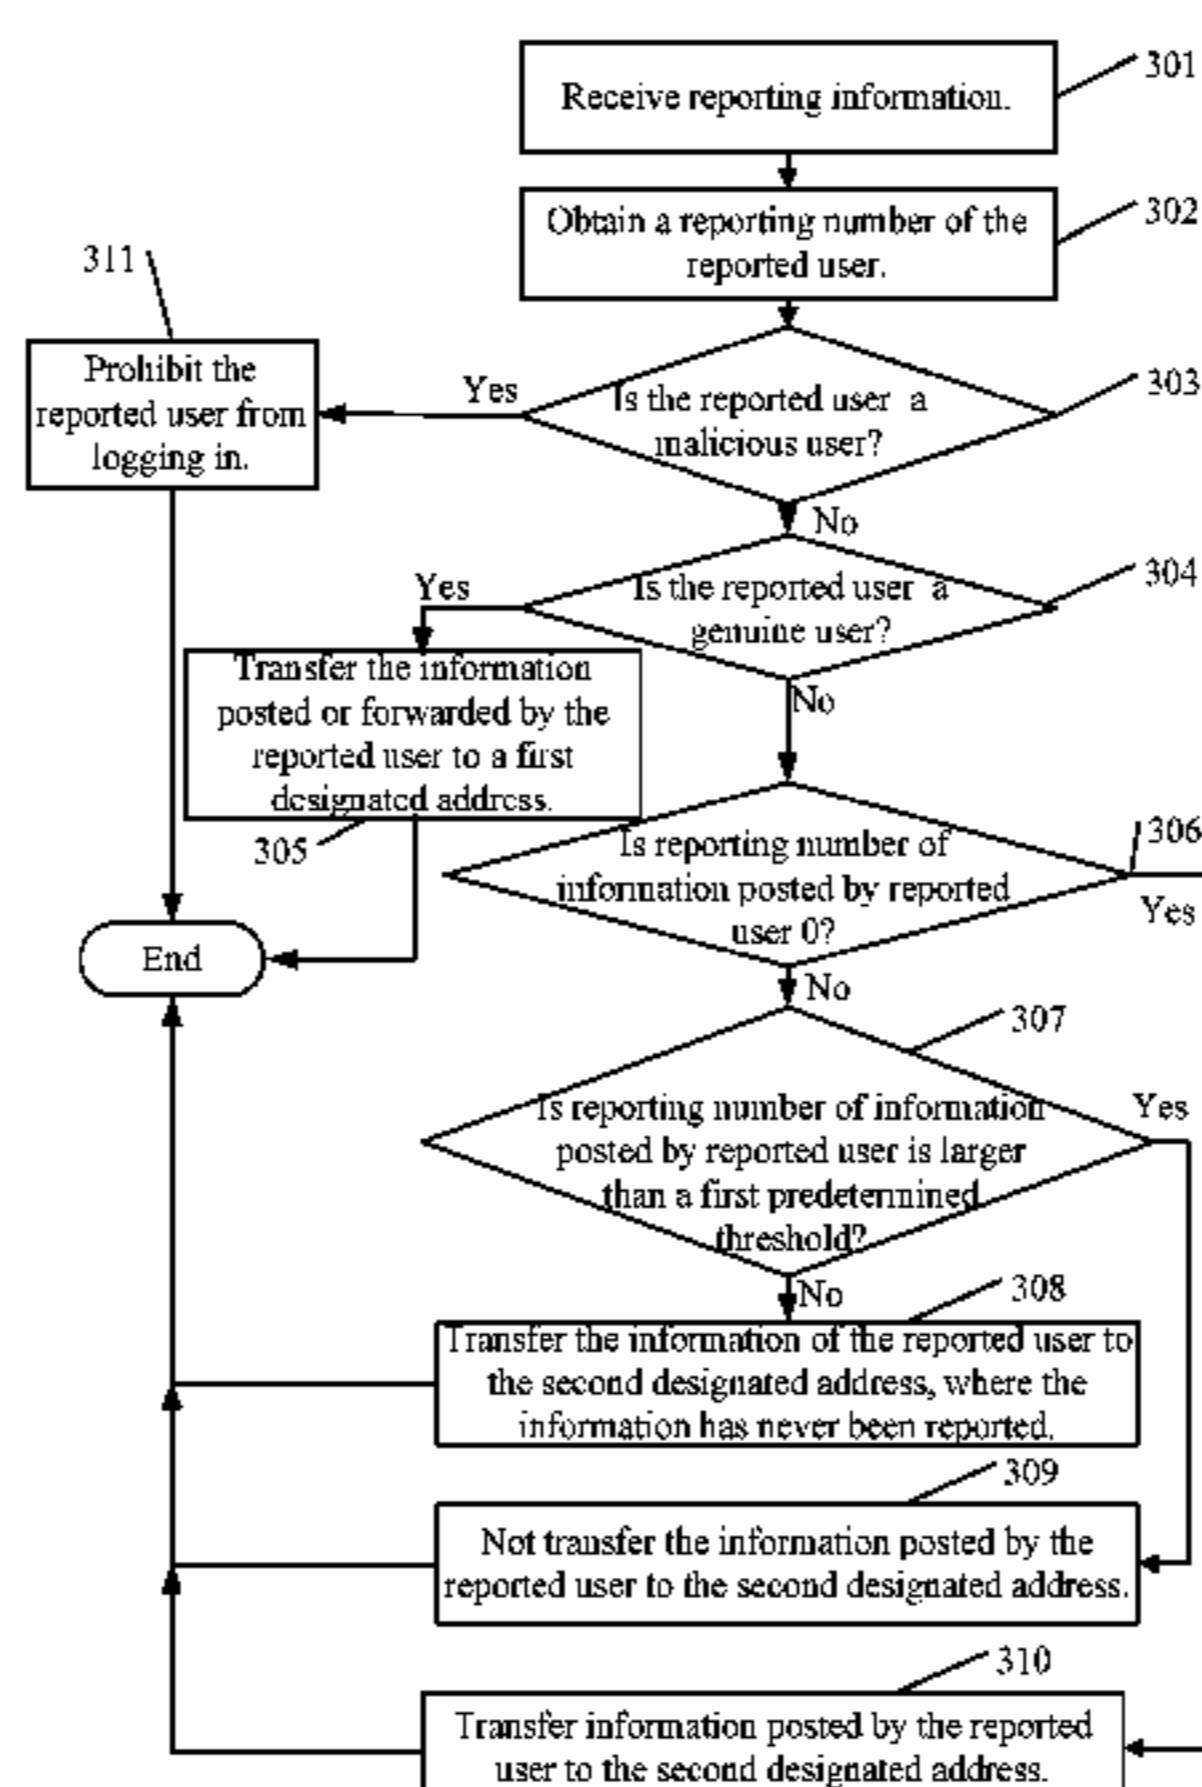 Receive reporting information.
301
Obtain a reporting number of the
reported user.
302
311
Prohibit the
reported user from
logging in.
Yes
Is the reported user a
malicious user?
303
No
Yes
Is the reported user a
genuine user?
304
No
Transfer the information
posted or forwarded by the
reported user to a first
designated address.
305
Is reporting number of
information posted by reported
user 0?
306
Yes
End
No
307
Is reporting number of information
posted by reported user is larger
than a first predetermined
threshold?
Yes
No
308
Transfer the information of the reported user to
the second designated address, where the
information has never been reported.
309
Not transfer the information posted by the
reported user to the second designated address.
310
Transfer information posted by the reported
user to the second designated address.